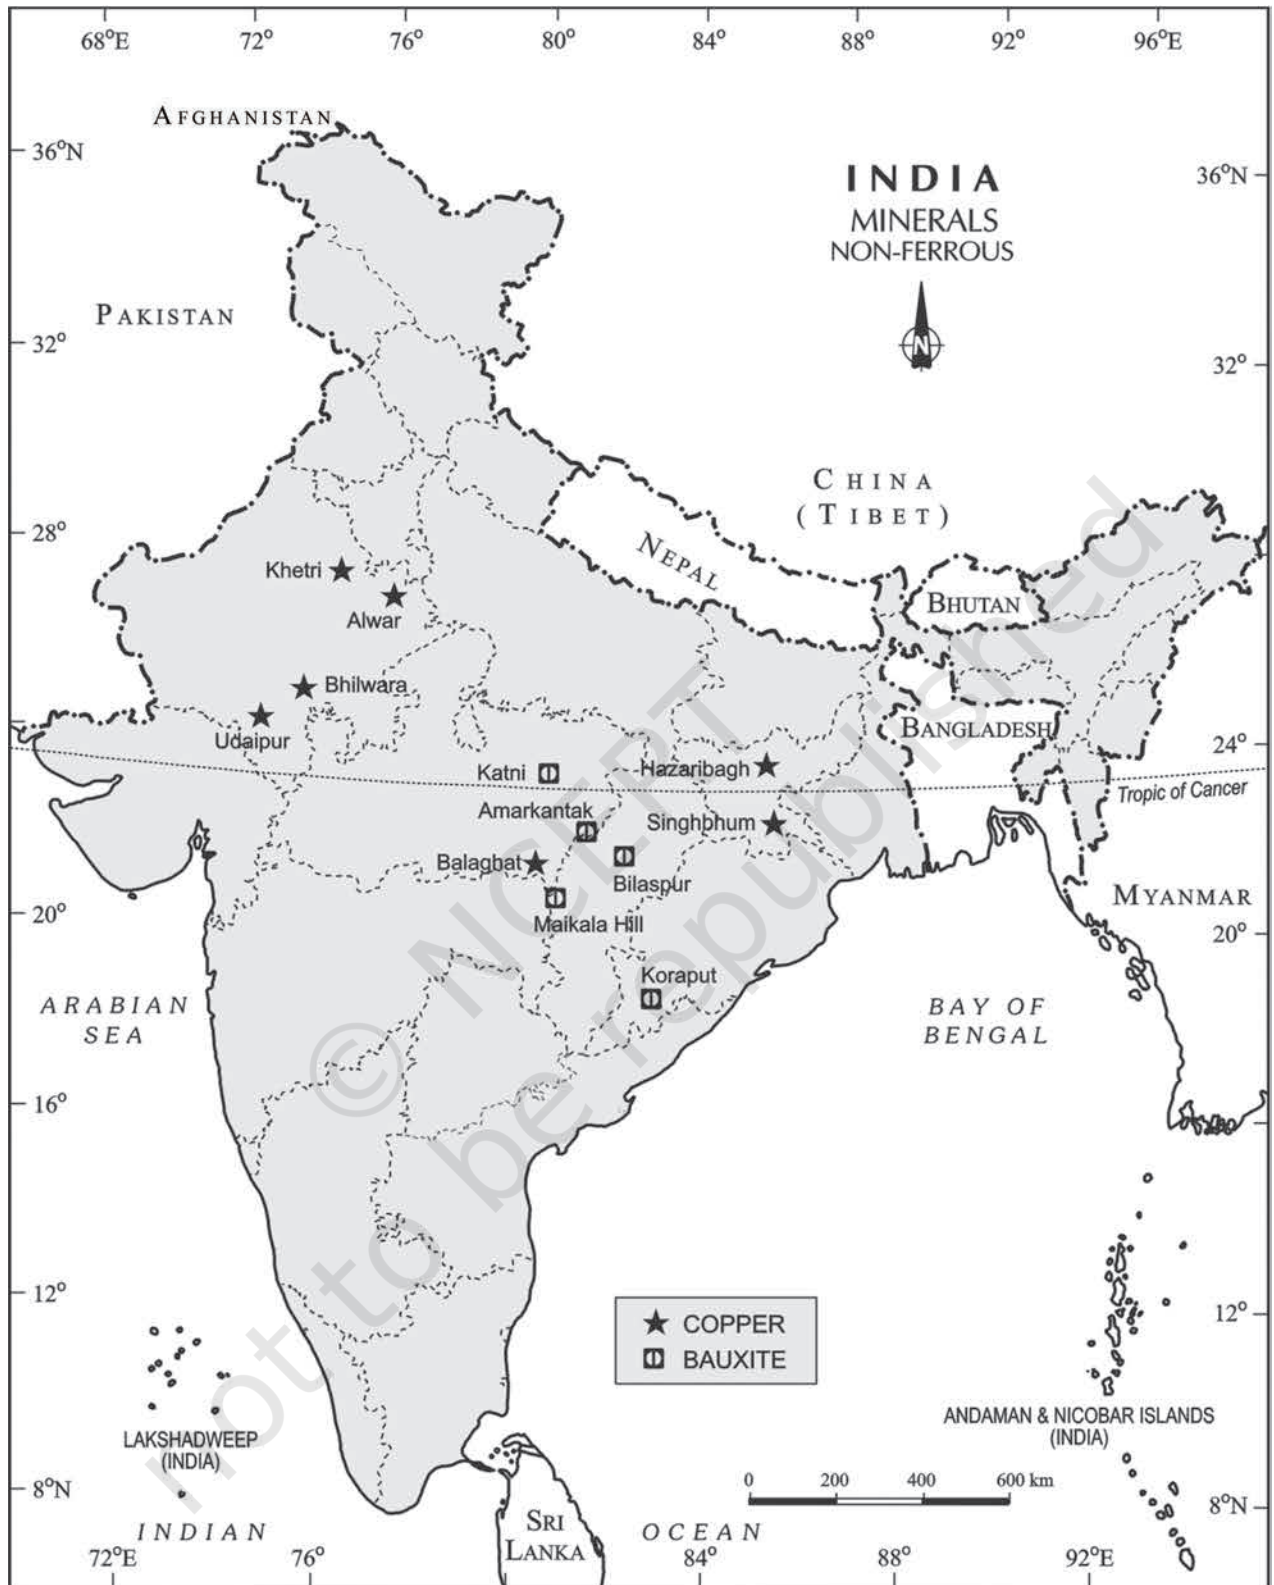 68°E 72° 76° 80° 84° 88° 92° 96°E
AFGHANISTAN
36°N
36°N
INDIA
MINERALS
NON-FERROUS
N
PAKISTAN
32°
32°
CHINA
(TIBET)
28°
NEPAL
BHUTAN
Khetri
Alwar
Bhilwara
Udaipur
BANGLADESH
24°
Katni
Hazaribagh
Tropic of Cancer
Amarkantak
Singhbhum
Balaghat
Bilaspur
MYANMAR
20°
Maikala Hill
20°
Koraput
ARABIAN
SEA
BAY OF
BENGAL
16°
12°
12°
COPPER
BAUXITE
LAKSHADWEEP
(INDIA)
ANDAMAN & NICOBAR ISLANDS
(INDIA)
0 200 400 600 km
8°N
8°N
INDIAN
OCEAN
SRI
LANKA
72°E 76° 84° 88° 92°E
© NCERT
not to be republished